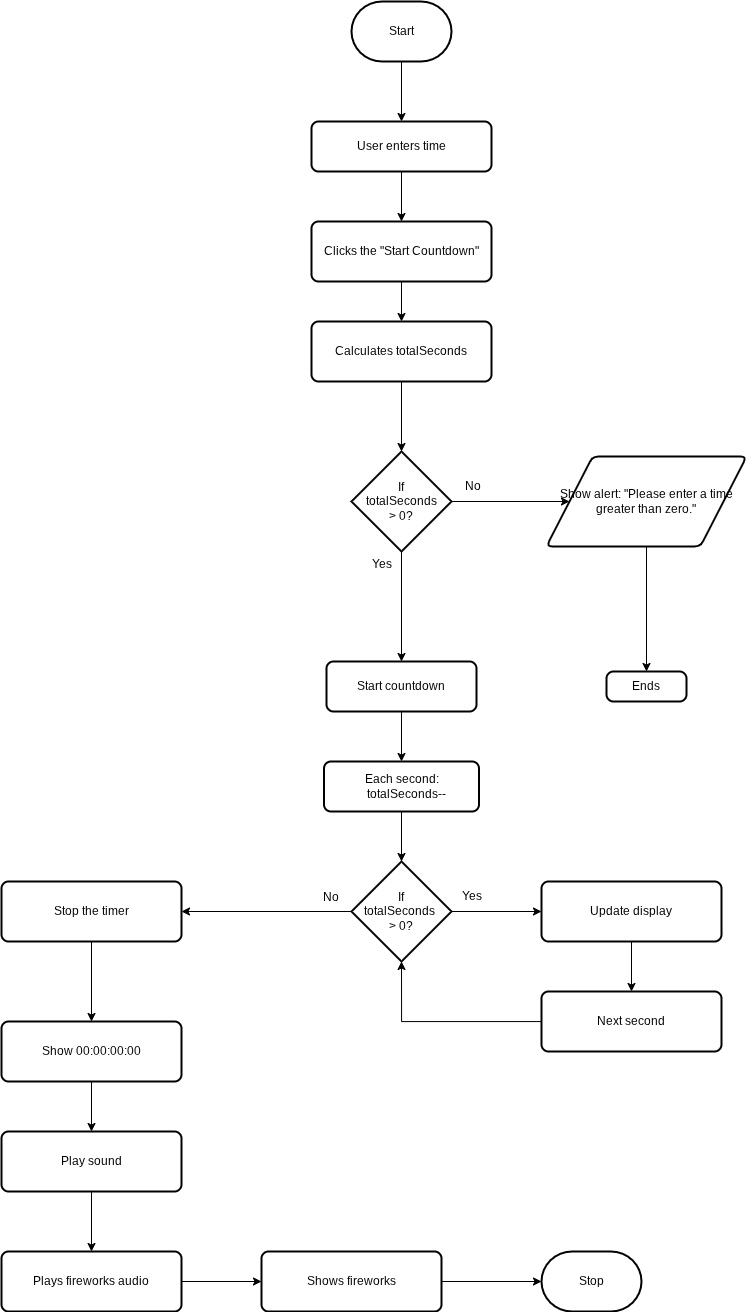 Start
User enters time
Clicks the "Start Countdown"
Calculates totalSeconds
If
totalSeconds
> 0?
No
Show alert: "Please enter a time
greater than zero."
Yes
Start countdown
Ends
Each second:
totalSeconds--
Stop the timer
No
If
totalSeconds
> 0?
Yes
Update display
Next second
Show 00:00:00:00
Play sound
Plays fireworks audio
Shows fireworks
Stop